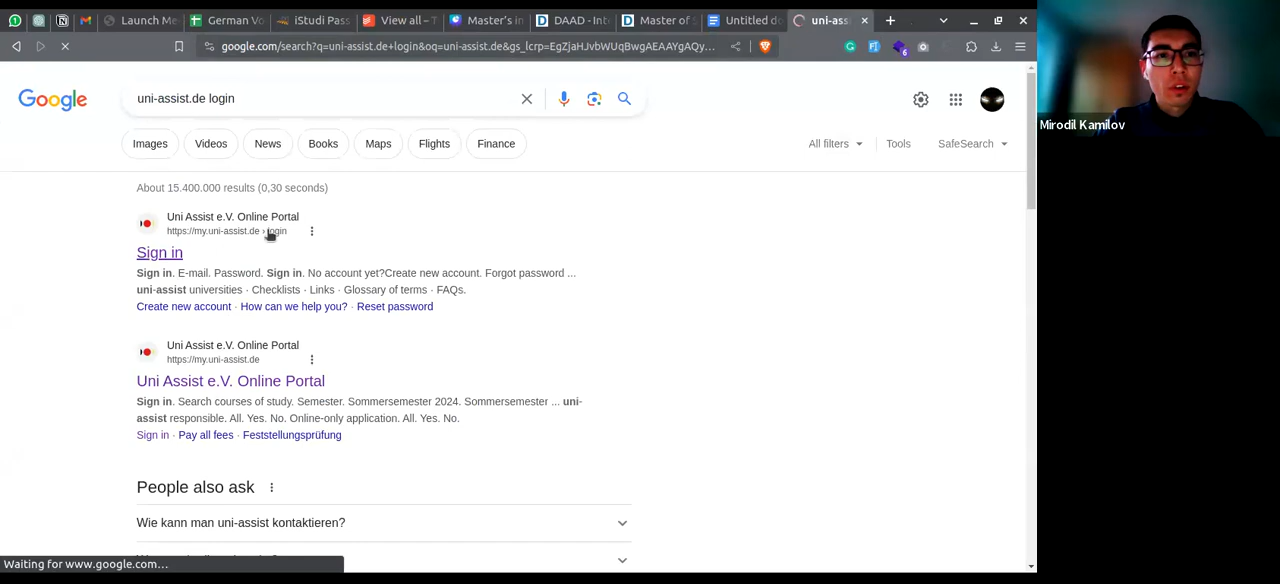 Launch Me
German Vo
iStudi Pass
View all – T
Master's in
DAAD - Inte
Master of S
Untitled do
uni-ass
google.com/search?q=uni-assist.de+login&oq=uni-assist.de&gs_lcrp=EgZjaHJvbWUqBwgAEAAYgAQy...
6
Google
uni-assist.de login
Images
Videos
News
Books
Maps
Flights
Finance
All filters
Tools
SafeSearch
About 15.400.000 results (0,30 seconds)
Uni Assist e.V. Online Portal
https://my.uni-assist.de › login
Sign in
Sign in. E-mail. Password. Sign in. No account yet?Create new account. Forgot password ...
uni-assist universities · Checklists · Links · Glossary of terms · FAQs.
Create new account · How can we help you? · Reset password
Uni Assist e.V. Online Portal
https://my.uni-assist.de
Uni Assist e.V. Online Portal
Sign in. Search courses of study. Semester. Sommersemester 2024. Sommersemester ... uni-
assist responsible. All. Yes. No. Online-only application. All. Yes. No.
Sign in · Pay all fees · Feststellungsprüfung
People also ask
Wie kann man uni-assist kontaktieren?
Waiting for www.google.com...
Mirodil Kamilov